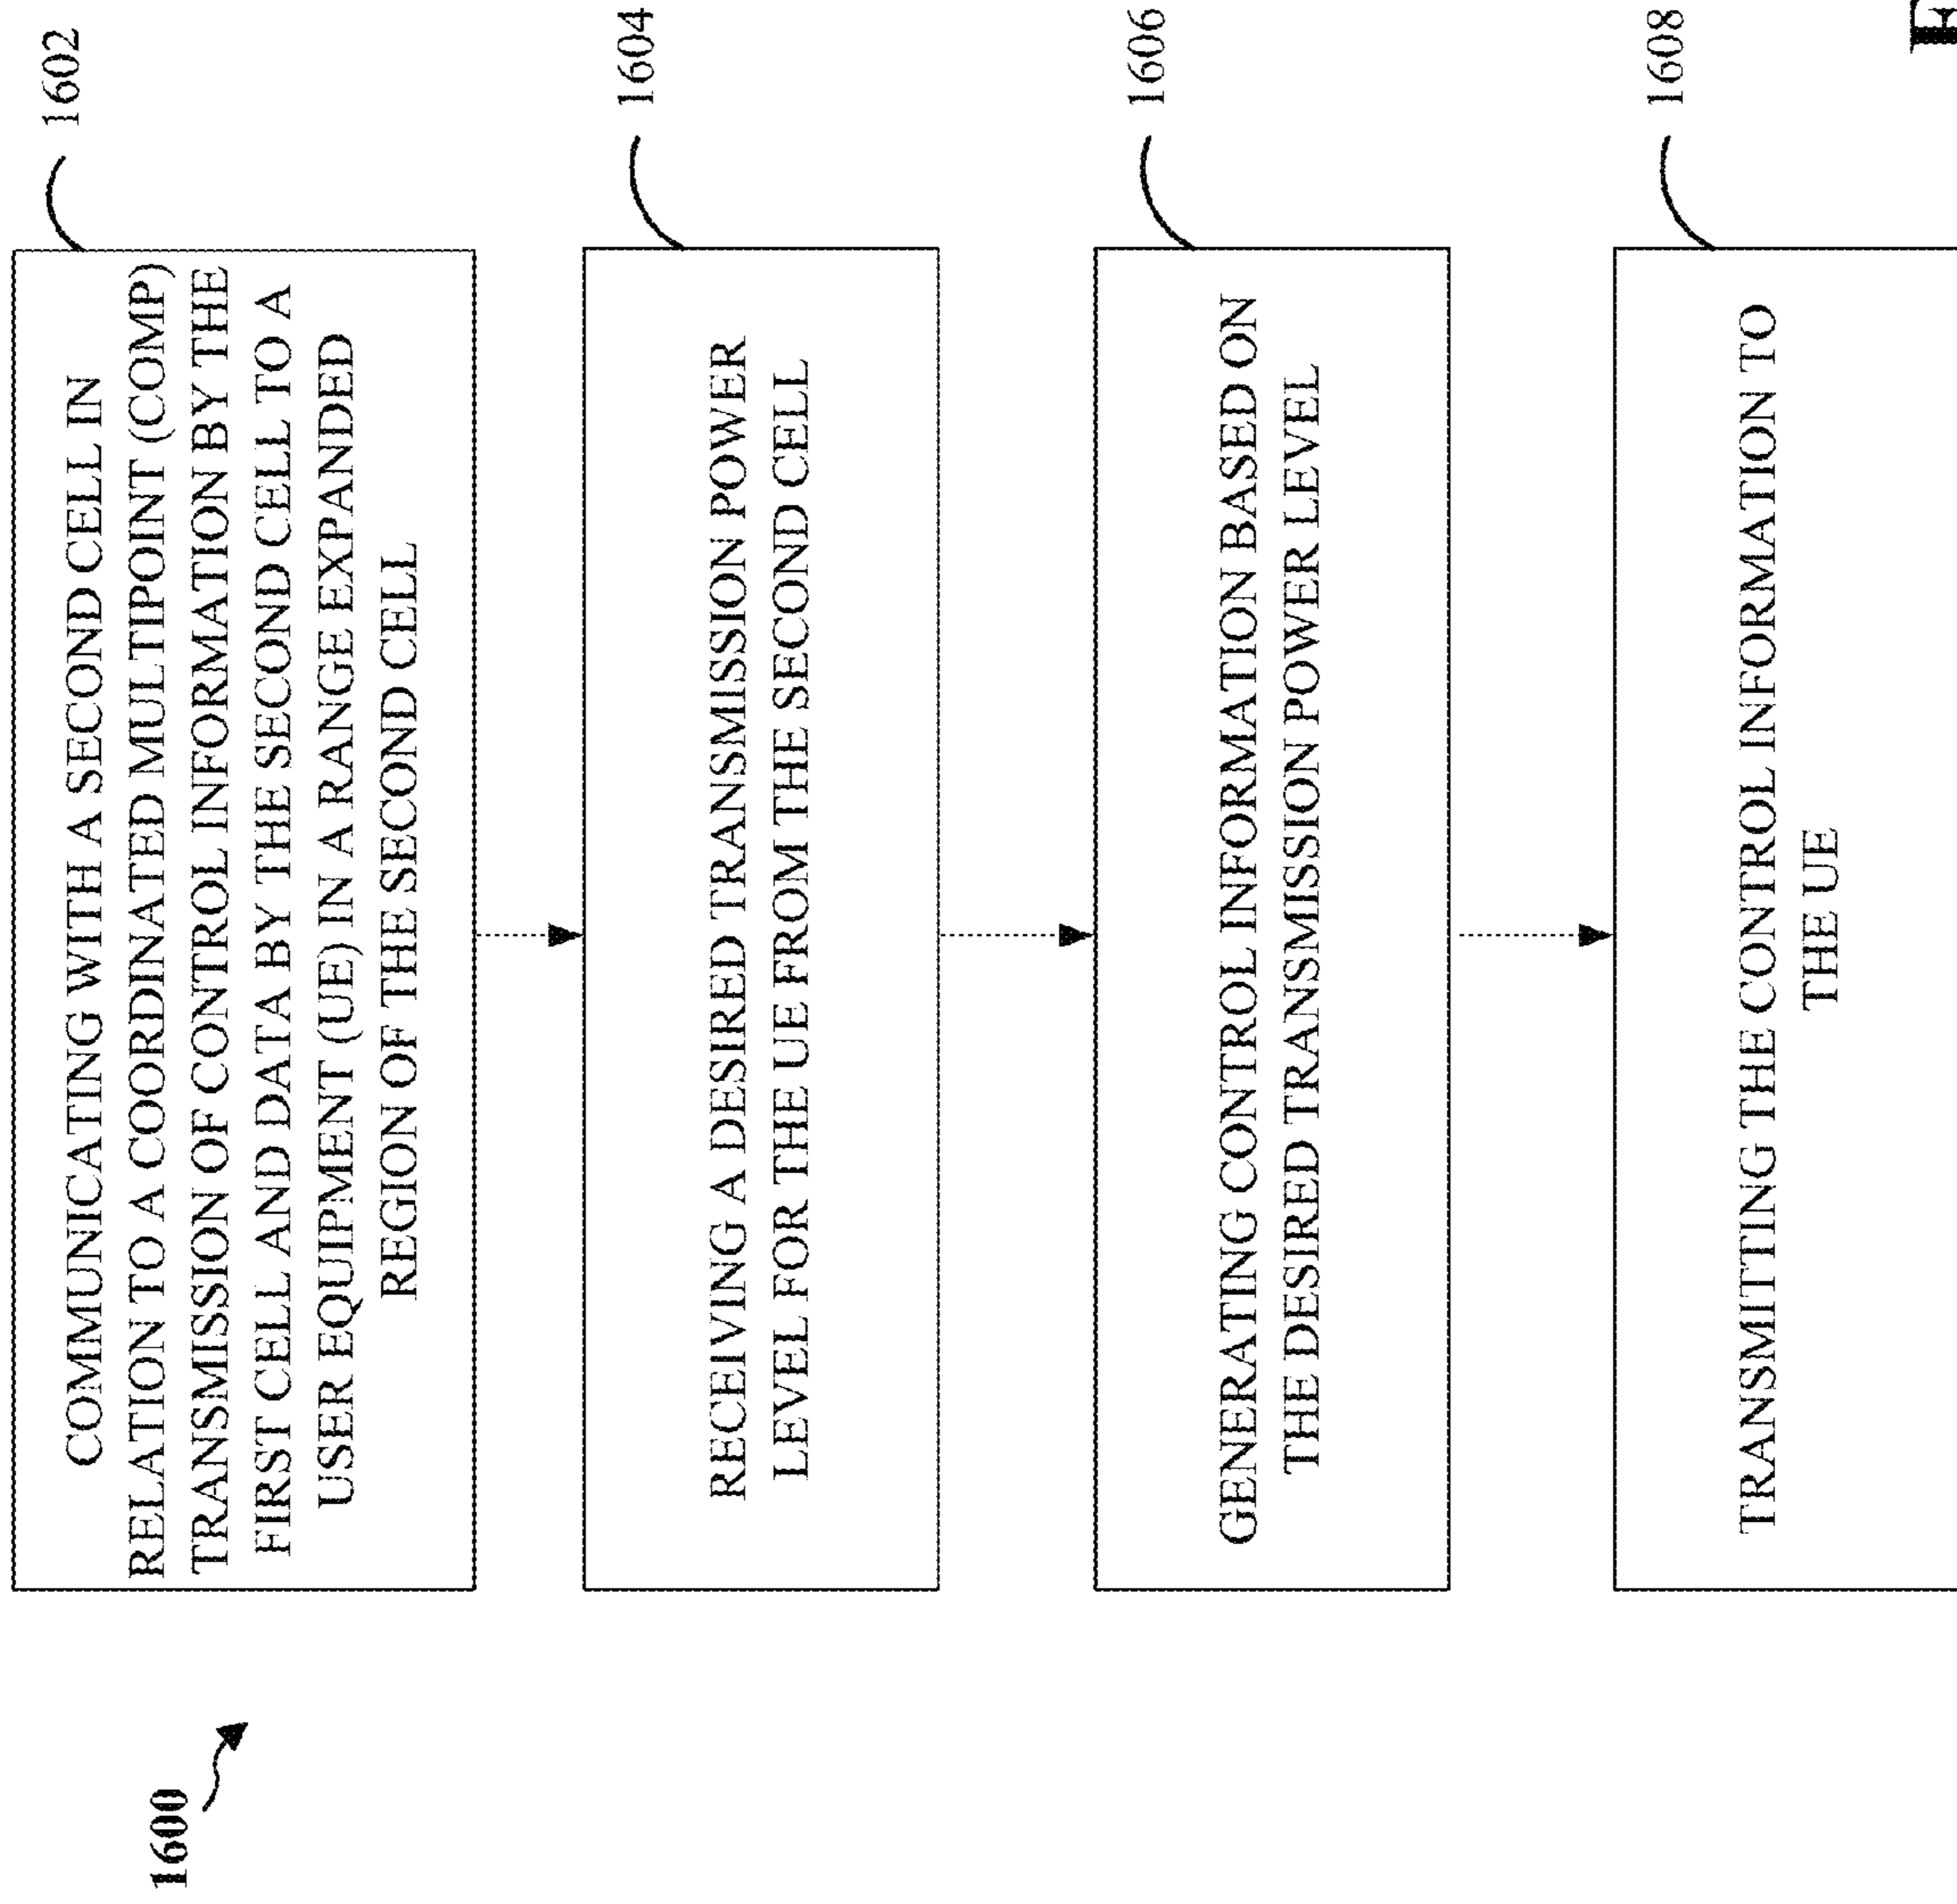 1600
COMMUNICATING WITH A SECOND CELL IN
RELATION TO A COORDINATED MULTIPOINT (COMP)
TRANSMISSION OF CONTROL INFORMATION BY THE
FIRST CELL AND DATA BY THE SECOND CELL TO A
USER EQUIPMENT (UE) IN A RANGE EXPANDED
REGION OF THE SECOND CELL
1602
RECEIVING A DESIRED TRANSMISSION POWER
LEVEL FOR THE UE FROM THE SECOND CELL
1604
GENERATING CONTROL INFORMATION BASED ON
THE DESIRED TRANSMISSION POWER LEVEL
1606
TRANSMITTING THE CONTROL INFORMATION TO
THE UE
1608